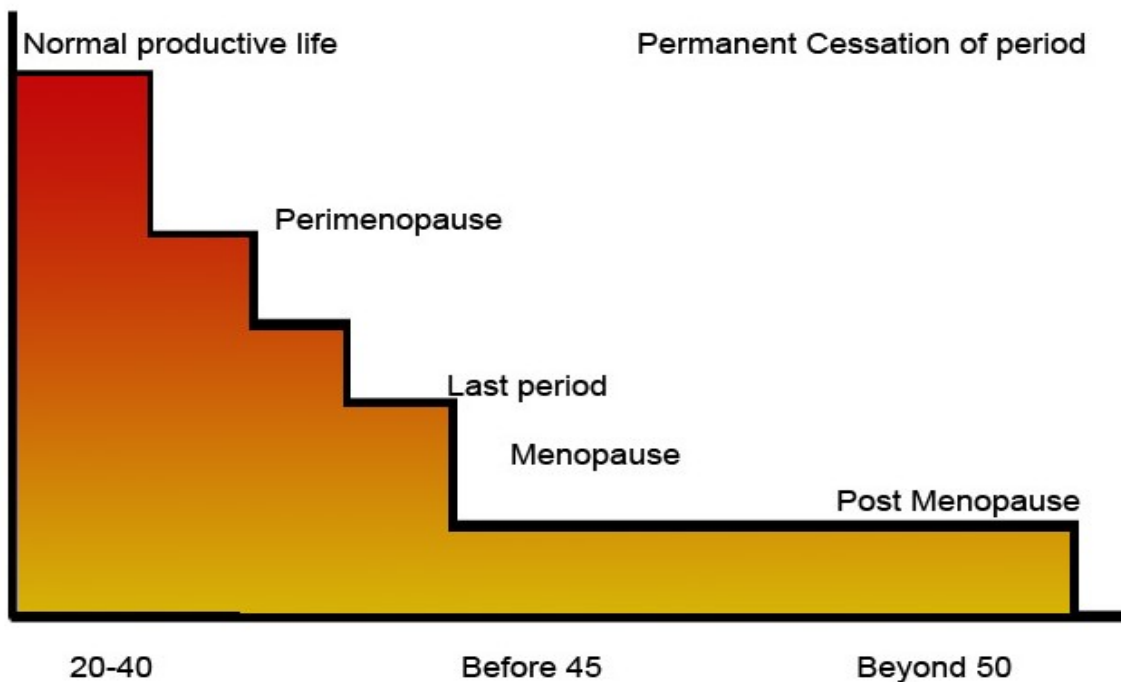 Normal productive life
Permanent Cessation of period
Perimenopause
Last period
Menopause
Post Menopause
20-40
Before 45
Beyond 50